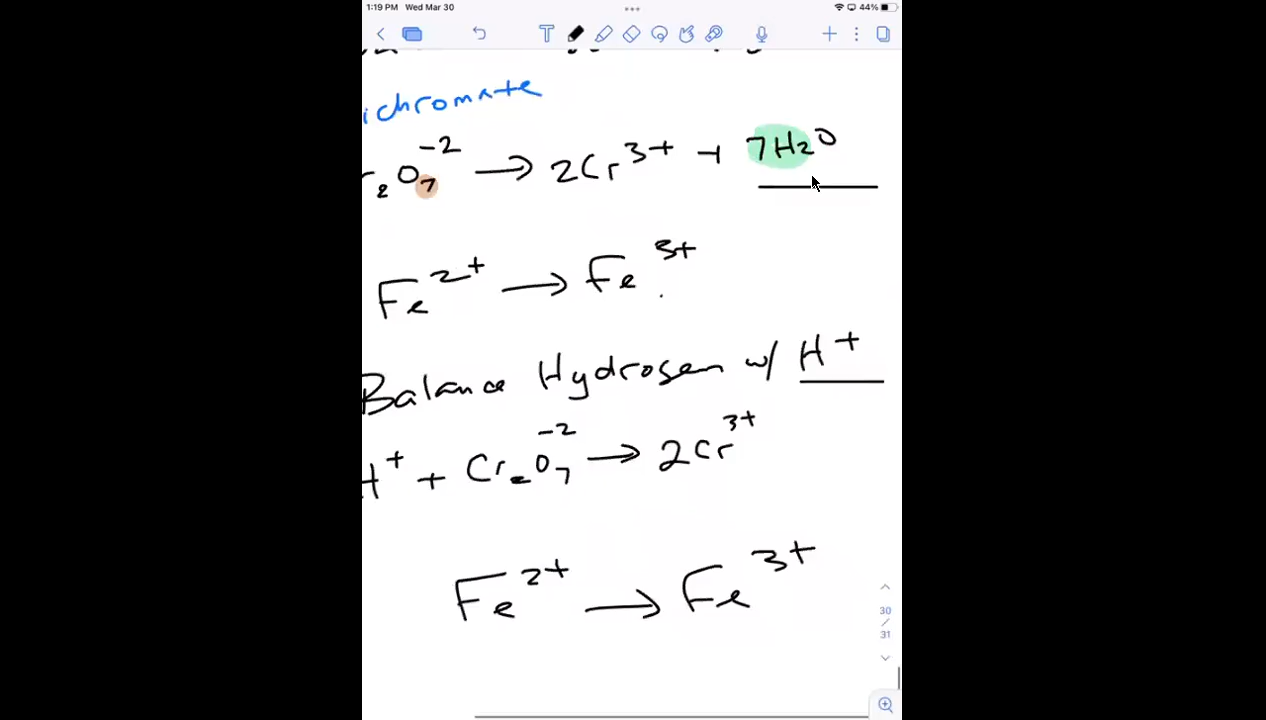 1:19 PM Wed Mar 30
44%
ichromate
r₂O₇⁻² → 2Cr³⁺ + 7H₂O
Fe²⁺ → Fe³⁺
Balance Hydrogen w/ H⁺
H⁺ + Cr₂O₇⁻² → 2Cr³⁺
Fe²⁺ → Fe³⁺
30
/
31